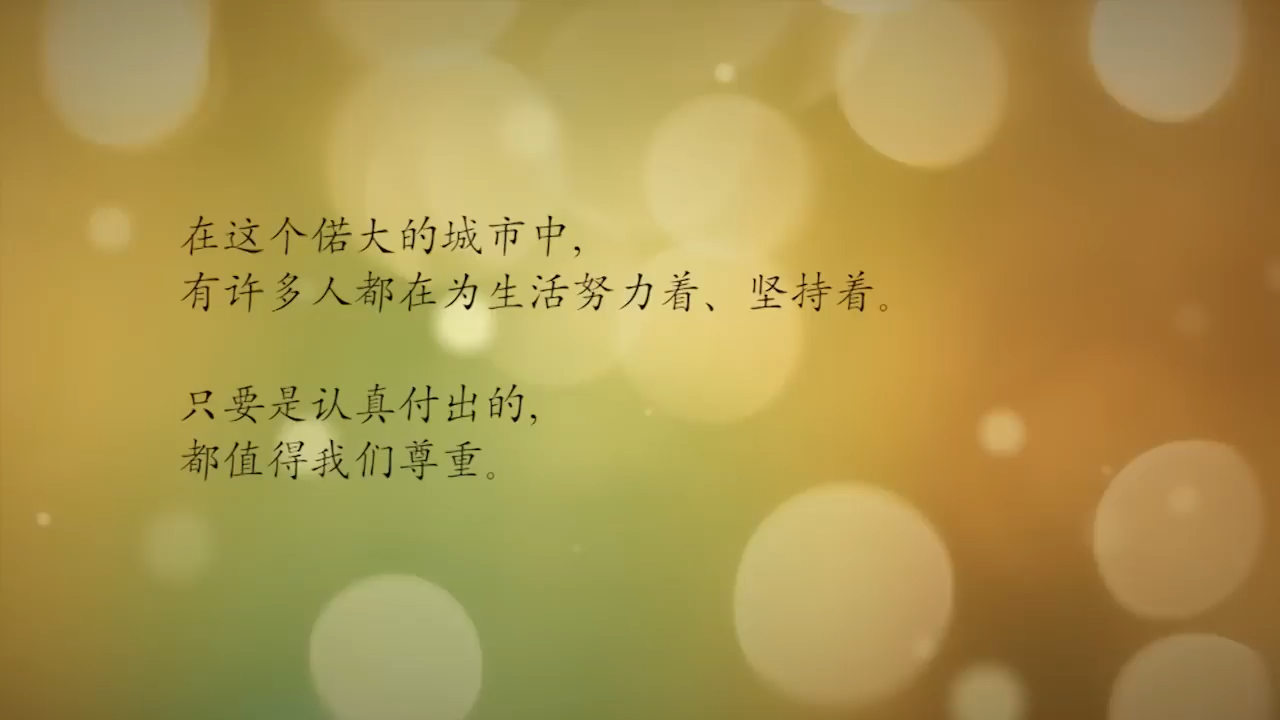 在这个偌大的城市中，
有许多人都在为生活努力着、坚持着。
只要是认真付出的，
都值得我们尊重。